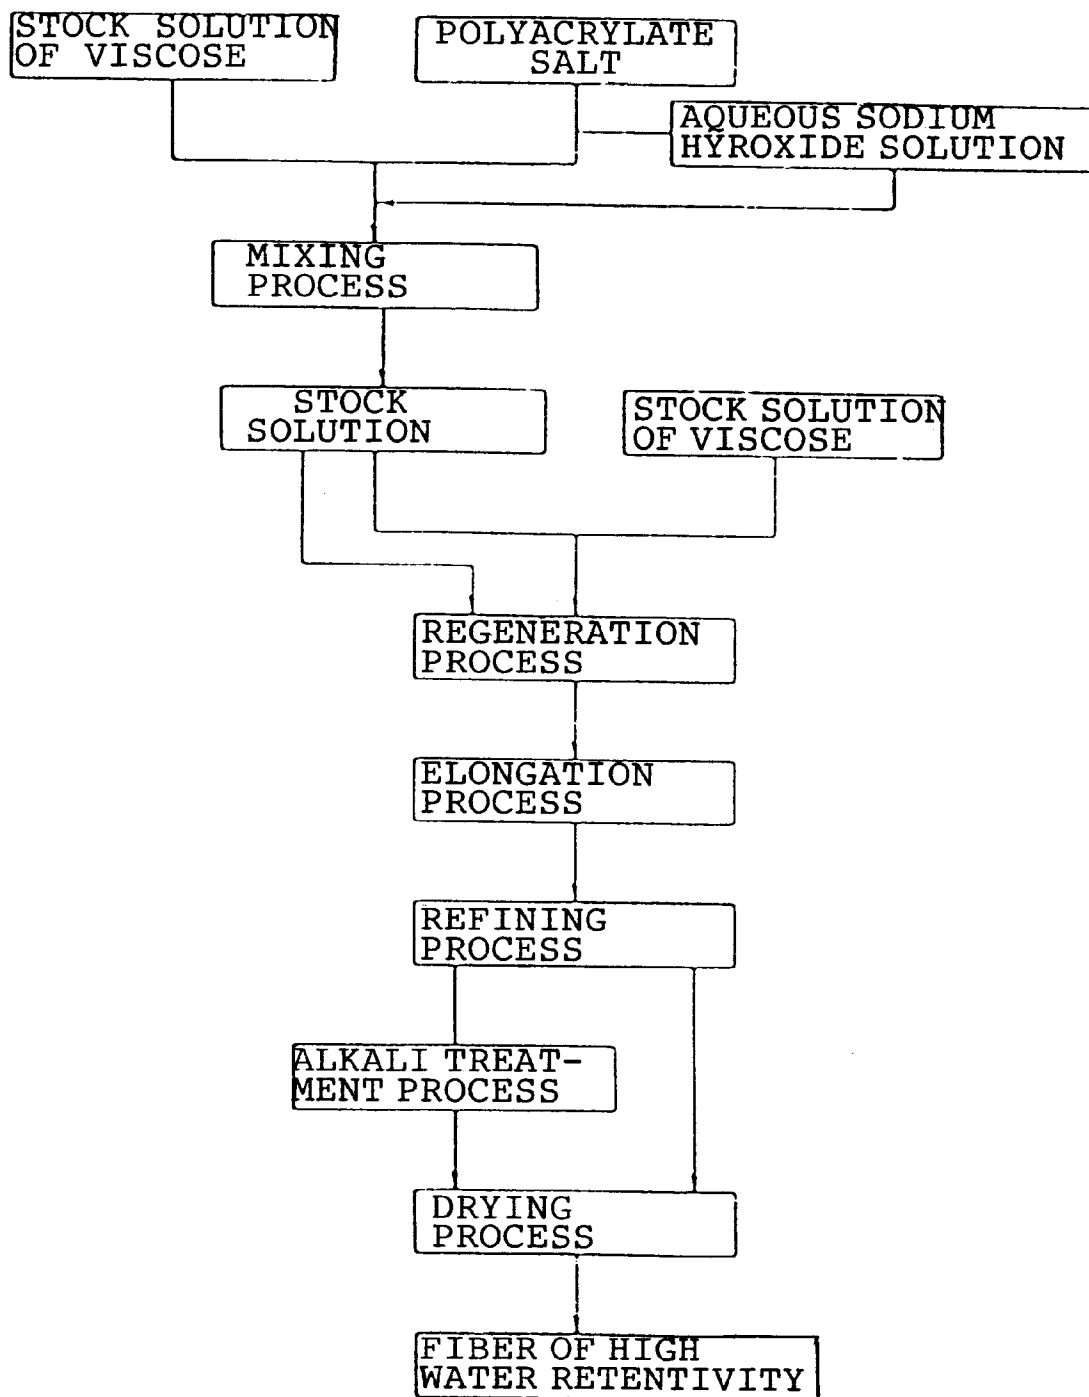 STOCK SOLUTION
OF VISCOSE
POLYACRYLATE
SALT
AQUEOUS SODIUM
HYROXIDE SOLUTION
MIXING
PROCESS
STOCK
SOLUTION
STOCK SOLUTION
OF VISCOSE
REGENERATION
PROCESS
ELONGATION
PROCESS
REFINING
PROCESS
ALKALI TREAT-
MENT PROCESS
DRYING
PROCESS
FIBER OF HIGH
WATER RETENTIVITY